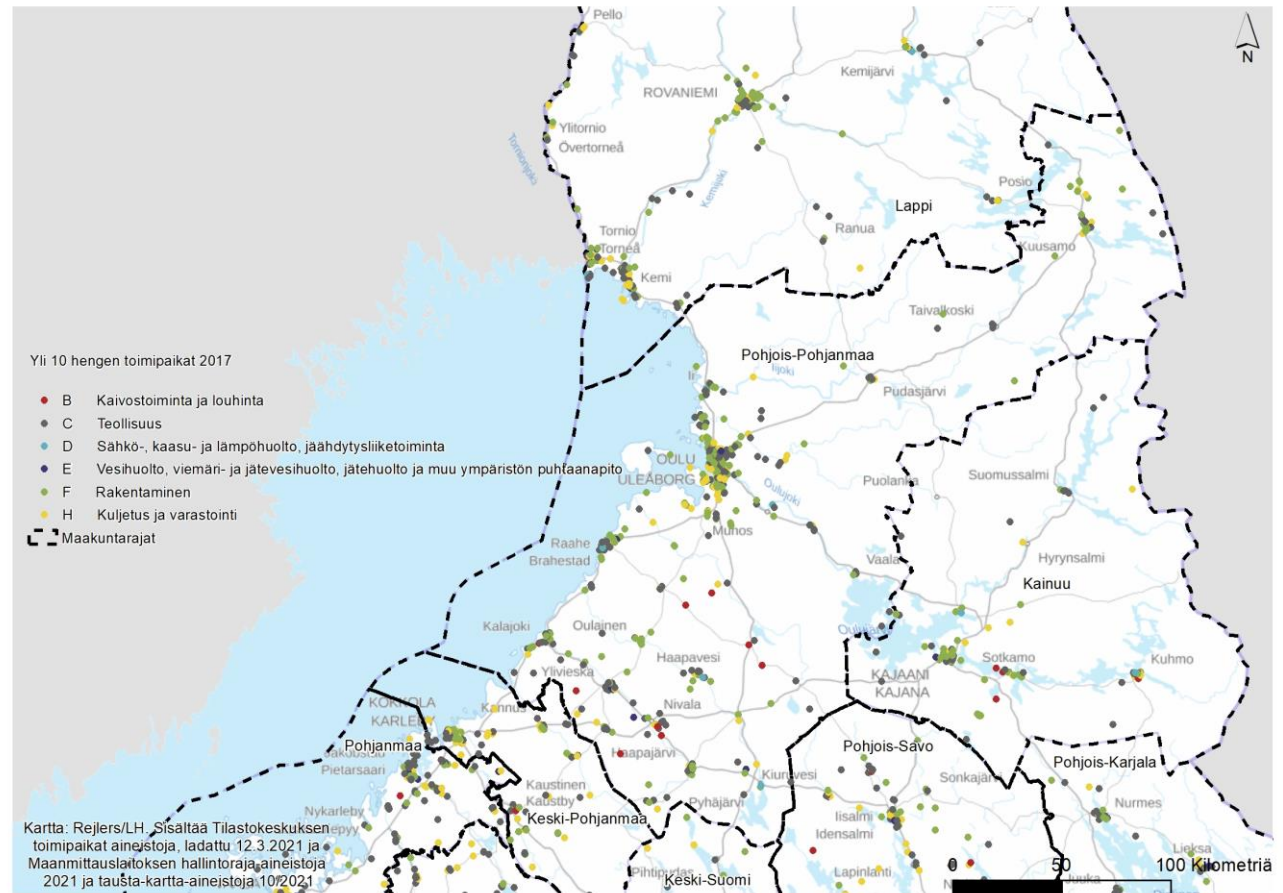 Pello
N
Kemijärvi
ROVANIEMI
Ylitornio
Övertorneå
Tornionjoki
Kemijoki
Posio
Lappi
Ranua
Kuusamo
Tornio
Torneå
Kemi
Taivalkoski
Pohjois-Pohjanmaa
Iijoki
Ii
Pudasjärvi
Yli 10 hengen toimipaikat 2017
B Kaivostoiminta ja louhinta
C Teollisuus
D Sähkö-, kaasu- ja lämpöhuolto, jäähdytysliiketoiminta
E Vesihuolto, viemäri- ja jätevesihuolto, jätehuolto ja muu ympäristön puhtaanapito
F Rakentaminen
H Kuljetus ja varastointi
Maakuntarajat
OULU
ULEÅBORG
Oulujoki
Puolanka
Suomussalmi
Muhos
Raahe
Brahestad
Vaala
Hyrynsalmi
Kainuu
Kalajoki
Oulainen
Haapavesi
KAJAANI
KAJANA
Sotkamo
Kuhmo
Ylivieska
Nivala
KOKKOLA
KARLEBY
Kannus
Pohjanmaa
Pietarsaari
Haapajärvi
Pohjois-Savo
Kiuruvesi
Sonkajärvi
Pohjois-Karjala
Kaustinen
Kaustby
Keski-Pohjanmaa
Pyhäjärvi
Nykarleby
Iisalmi
Idensalmi
Nurmes
Lieksa
Kartta: Rejlers/LH. Sisältää Tilastokeskuksen
toimipaikat aineistoja, ladattu 12.3.2021 ja
Maanmittauslaitoksen hallintoraja-aineistoja
2021 ja tausta-kartta-aineistoja 10/2021
Pihtipudas
Keski-Suomi
Lapinlahti
Juuka
0 50 100 Kilometriä